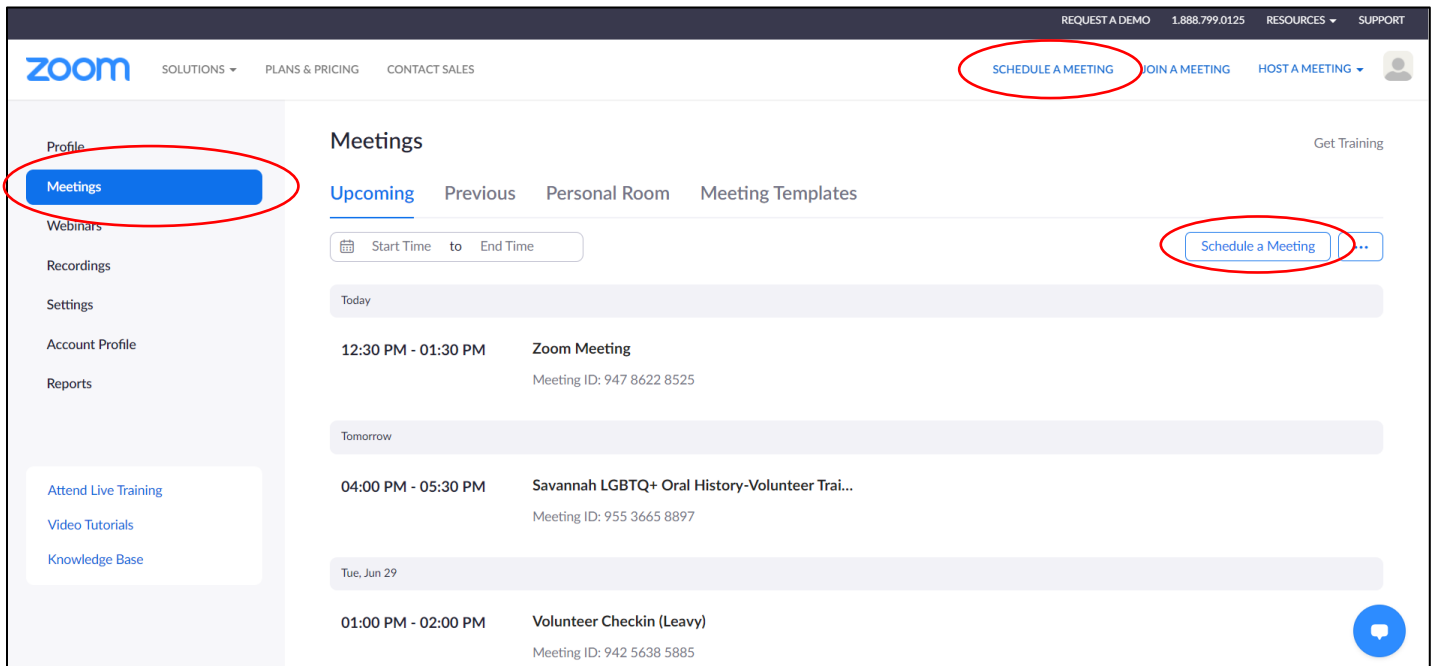 REQUEST A DEMO 1.888.799.0125 RESOURCES SUPPORT
zoom SOLUTIONS PLANS & PRICING CONTACT SALES SCHEDULE A MEETING JOIN A MEETING HOST A MEETING
Profile
Meetings
Webinars
Recordings
Settings
Account Profile
Reports
Attend Live Training
Video Tutorials
Knowledge Base
Meetings
Get Training
Upcoming Previous Personal Room Meeting Templates
Start Time to End Time
Schedule a Meeting ...
Today
12:30 PM - 01:30 PM Zoom Meeting
Meeting ID: 947 8622 8525
Tomorrow
04:00 PM - 05:30 PM Savannah LGBTQ+ Oral History-Volunteer Trai...
Meeting ID: 955 3665 8897
Tue, Jun 29
01:00 PM - 02:00 PM Volunteer Checkin (Leavy)
Meeting ID: 942 5638 5885